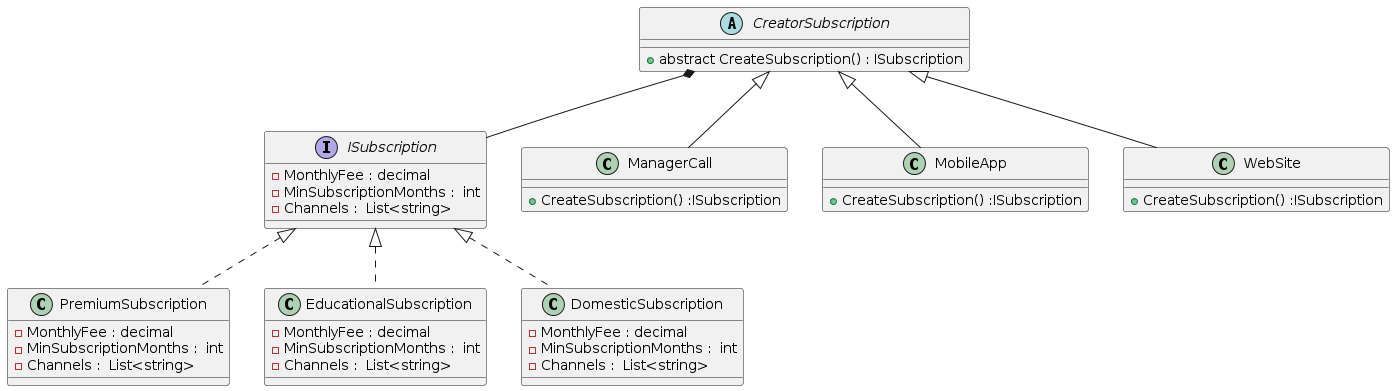 A CreatorSubscription
abstract CreateSubscription() : ISubscription
I ISubscription
MonthlyFee : decimal
MinSubscriptionMonths :  int
Channels :  List<string>
C ManagerCall
CreateSubscription() :ISubscription
C MobileApp
CreateSubscription() :ISubscription
C WebSite
CreateSubscription() :ISubscription
C PremiumSubscription
MonthlyFee : decimal
MinSubscriptionMonths :  int
Channels :  List<string>
C EducationalSubscription
MonthlyFee : decimal
MinSubscriptionMonths :  int
Channels :  List<string>
C DomesticSubscription
MonthlyFee : decimal
MinSubscriptionMonths :  int
Channels :  List<string>